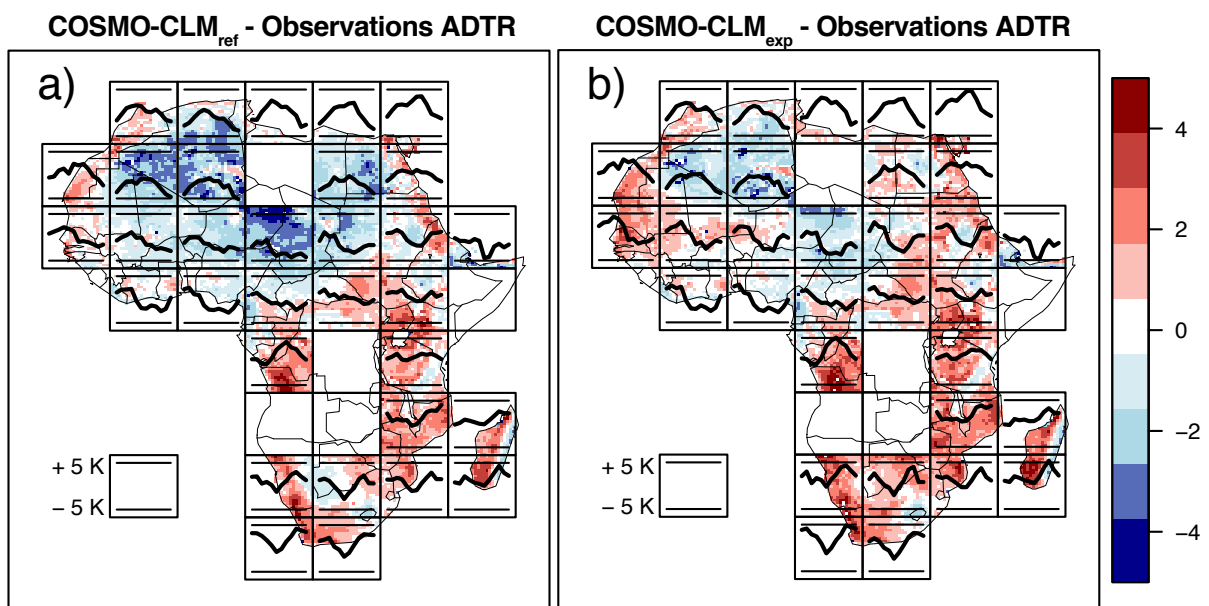 COSMO-CLMref - Observations ADTR
COSMO-CLMexp - Observations ADTR
a)
b)
+ 5 K
− 5 K
+ 5 K
− 5 K
4
2
0
−2
−4